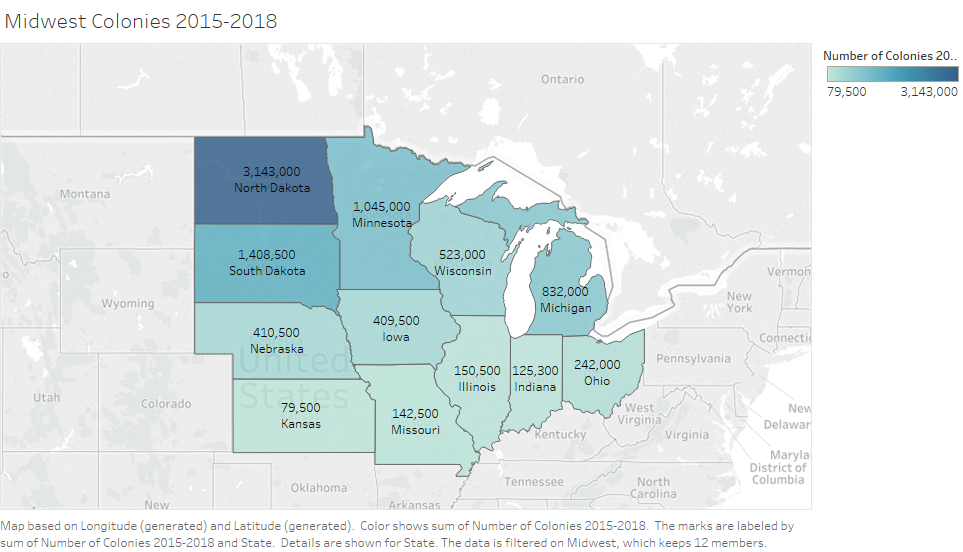 Midwest Colonies 2015-2018
Number of Colonies 20..
79,500 3,143,000
Ontario
Montana
3,143,000
North Dakota
1,045,000
Minnesota
1,408,500
South Dakota
523,000
Wisconsin
832,000
Michigan
Vermon
New
York
Wyoming
410,500
Nebraska
409,500
Iowa
United
States
150,500
Illinois
125,300
Indiana
242,000
Ohio
Connectic
Pennsylvania
Utah
Colorado
79,500
Kansas
142,500
Missouri
West
Virginia
Virginia
Kentucky
New
Delawar
Maryla
District of
Columbia
Oklahoma
Tennessee
North
Carolina
New
Arkansas
Map based on Longitude (generated) and Latitude (generated).  Color shows sum of Number of Colonies 2015-2018.  The marks are labeled by
sum of Number of Colonies 2015-2018 and State.  Details are shown for State. The data is filtered on Midwest, which keeps 12 members.